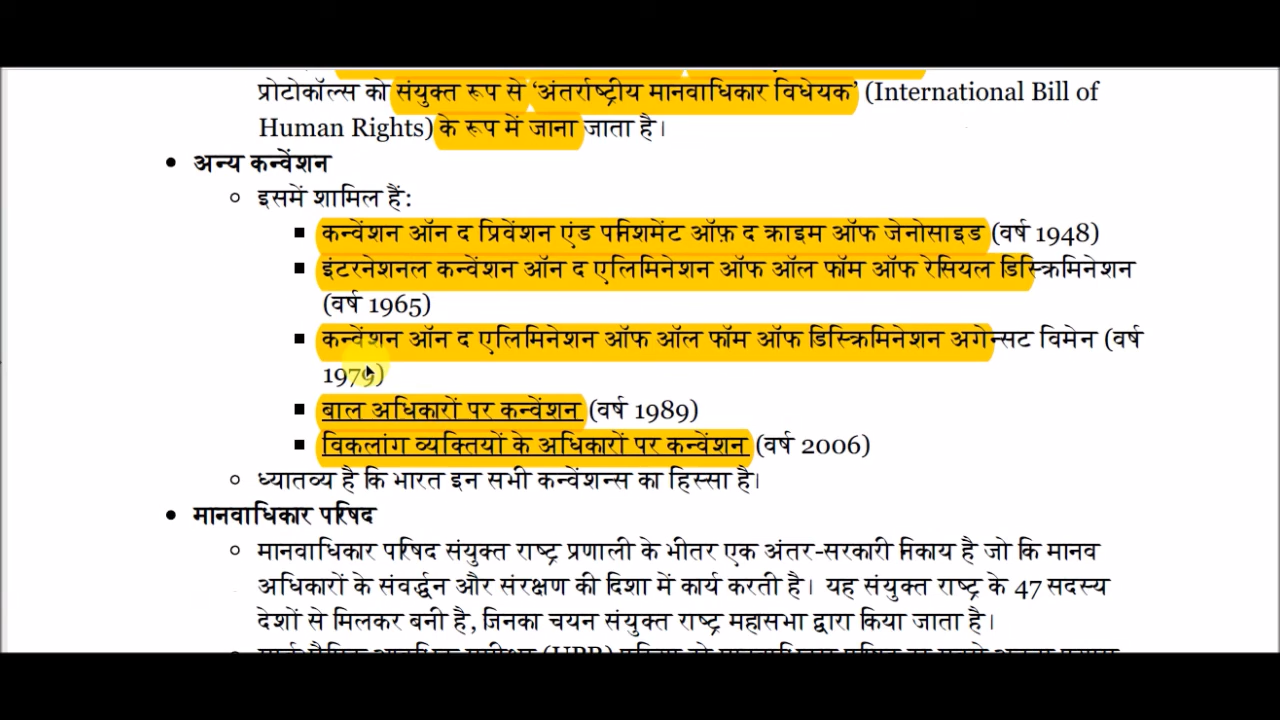 प्रोटोकॉल्स को संयुक्त रूप से ‘अंतर्राष्ट्रीय मानवाधिकार विधेयक’ (International Bill of
Human Rights) के रूप में जाना जाता है।
• अन्य कन्वेंशन
○ इसमें शामिल हैं:
■ कन्वेंशन ऑन द प्रिवेंशन एंड पनिशमेंट ऑफ़ द क्राइम ऑफ जेनोसाइड (वर्ष 1948)
■ इंटरनेशनल कन्वेंशन ऑन द एलिमिनेशन ऑफ ऑल फॉम ऑफ रेसियल डिस्क्रिमिनेशन
(वर्ष 1965)
■ कन्वेंशन ऑन द एलिमिनेशन ऑफ ऑल फॉम ऑफ डिस्क्रिमिनेशन अगेन्सट विमेन (वर्ष
1979)
■ बाल अधिकारों पर कन्वेंशन (वर्ष 1989)
■ विकलांग व्यक्तियों के अधिकारों पर कन्वेंशन (वर्ष 2006)
○ ध्यातव्य है कि भारत इन सभी कन्वेंशन्स का हिस्सा है।
• मानवाधिकार परिषद
○ मानवाधिकार परिषद संयुक्त राष्ट्र प्रणाली के भीतर एक अंतर-सरकारी निकाय है जो कि मानव
अधिकारों के संवर्द्धन और संरक्षण की दिशा में कार्य करती है। यह संयुक्त राष्ट्र के 47 सदस्य
देशों से मिलकर बनी है, जिनका चयन संयुक्त राष्ट्र महासभा द्वारा किया जाता है।